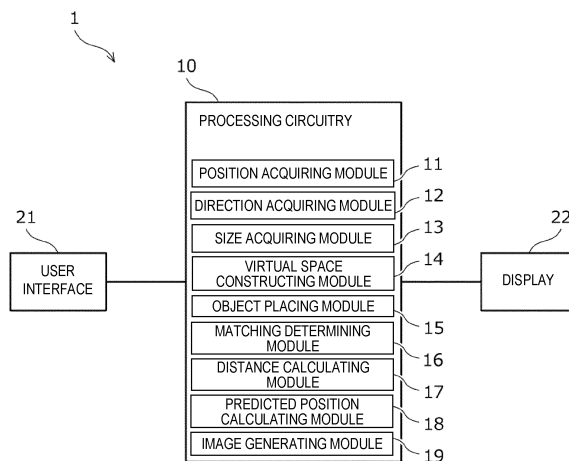 1
10
PROCESSING CIRCUITRY
POSITION ACQUIRING MODULE
11
DIRECTION ACQUIRING MODULE
12
SIZE ACQUIRING MODULE
13
VIRTUAL SPACE
CONSTRUCTING MODULE
14
OBJECT PLACING MODULE
15
MATCHING DETERMINING
MODULE
16
DISTANCE CALCULATING
MODULE
17
PREDICTED POSITION
CALCULATING MODULE
18
IMAGE GENERATING MODULE
19
21
USER
INTERFACE
22
DISPLAY